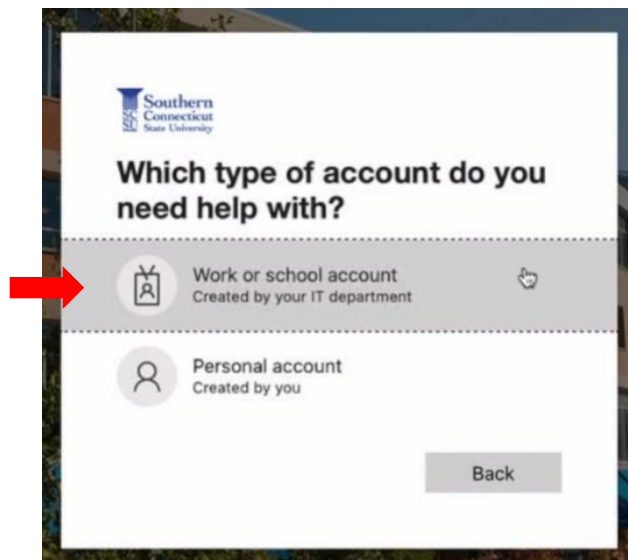 Southern
Connecticut
State University
Which type of account do you
need help with?
Work or school account
Created by your IT department
Personal account
Created by you
Back